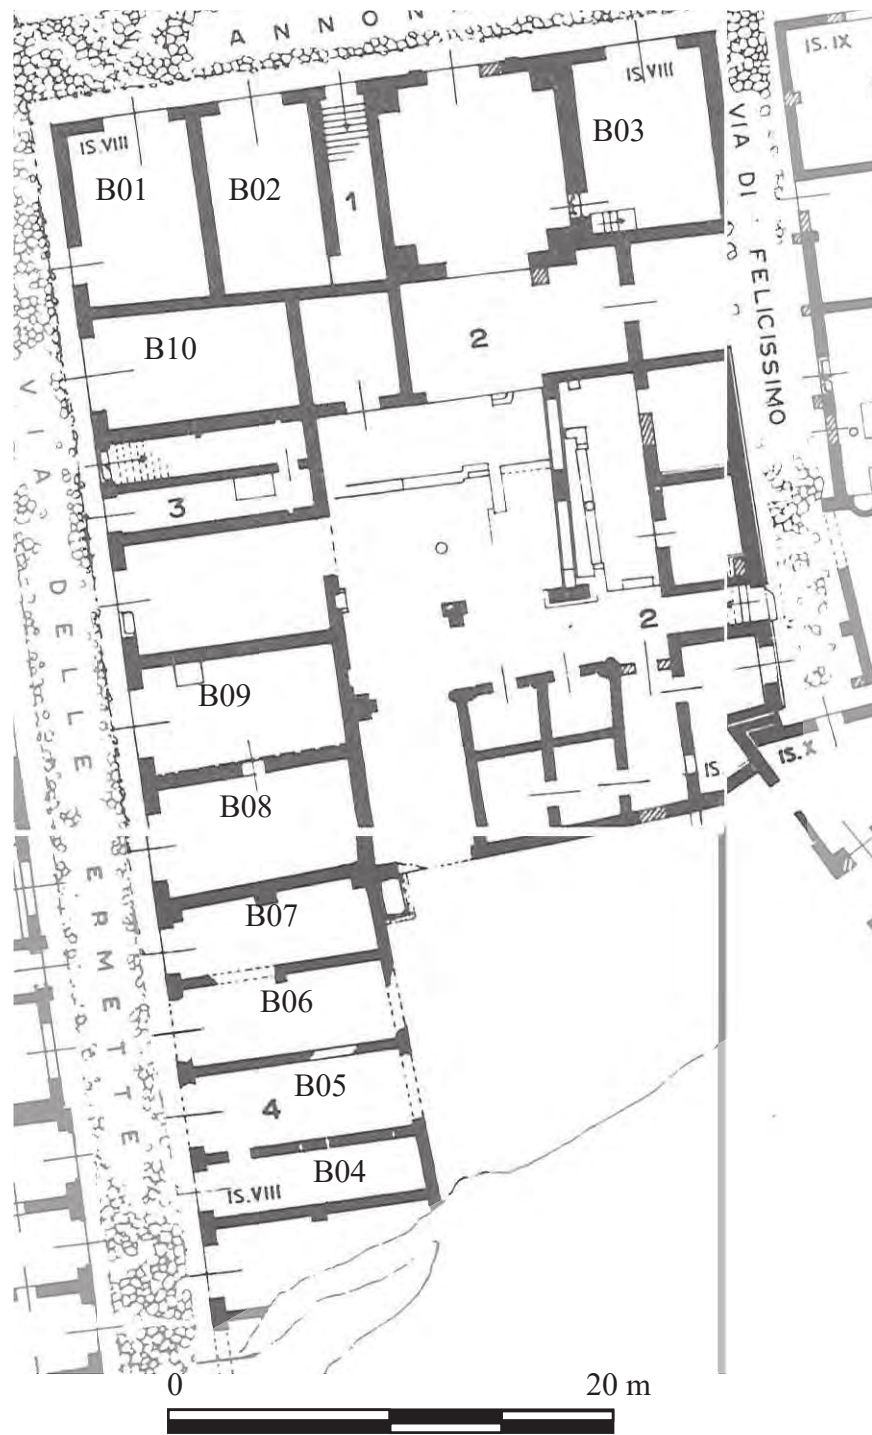 ANNON
IS. VIII
IS. VIII
IS. IX
B01
B02
B03
1
VIA DI FELICISSIMO
B10
2
3
VIA DELLE ERMETTE
2
B09
IS.
IS. X
B08
B07
B06
B05
4
B04
IS. VIII
0
20 m